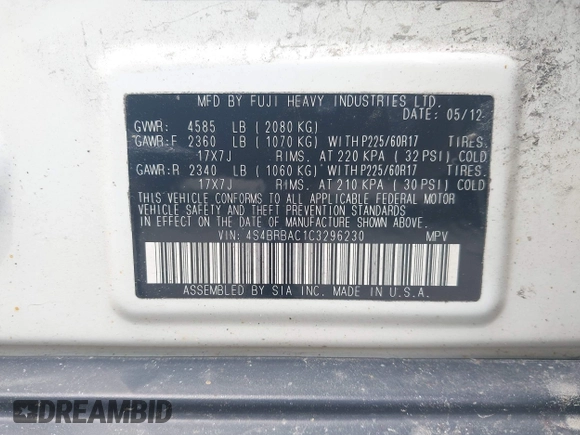 MFD BY FUJI HEAVY INDUSTRIES LTD.
DATE: 05/12
GVWR: 4585 LB ( 2080 KG)
GAWR:F 2360 LB ( 1070 KG) WITH P225/60R17 TIRES.
17X7J RIMS. AT 220 KPA ( 32 PSI) COLD
GAWR:R 2340 LB ( 1060 KG) WITH P225/60R17 TIRES.
17X7J RIMS. AT 210 KPA ( 30 PSI) COLD
THIS VEHICLE CONFORMS TO ALL APPLICABLE FEDERAL MOTOR
VEHICLE SAFETY AND THEFT PREVENTION STANDARDS
IN EFFECT ON THE DATE OF MANUFACTURE SHOWN ABOVE.
VIN: 4S4BRBAC1C3296230 MPV
ASSEMBLED BY SIA INC. MADE IN U.S.A.
DREAMBID